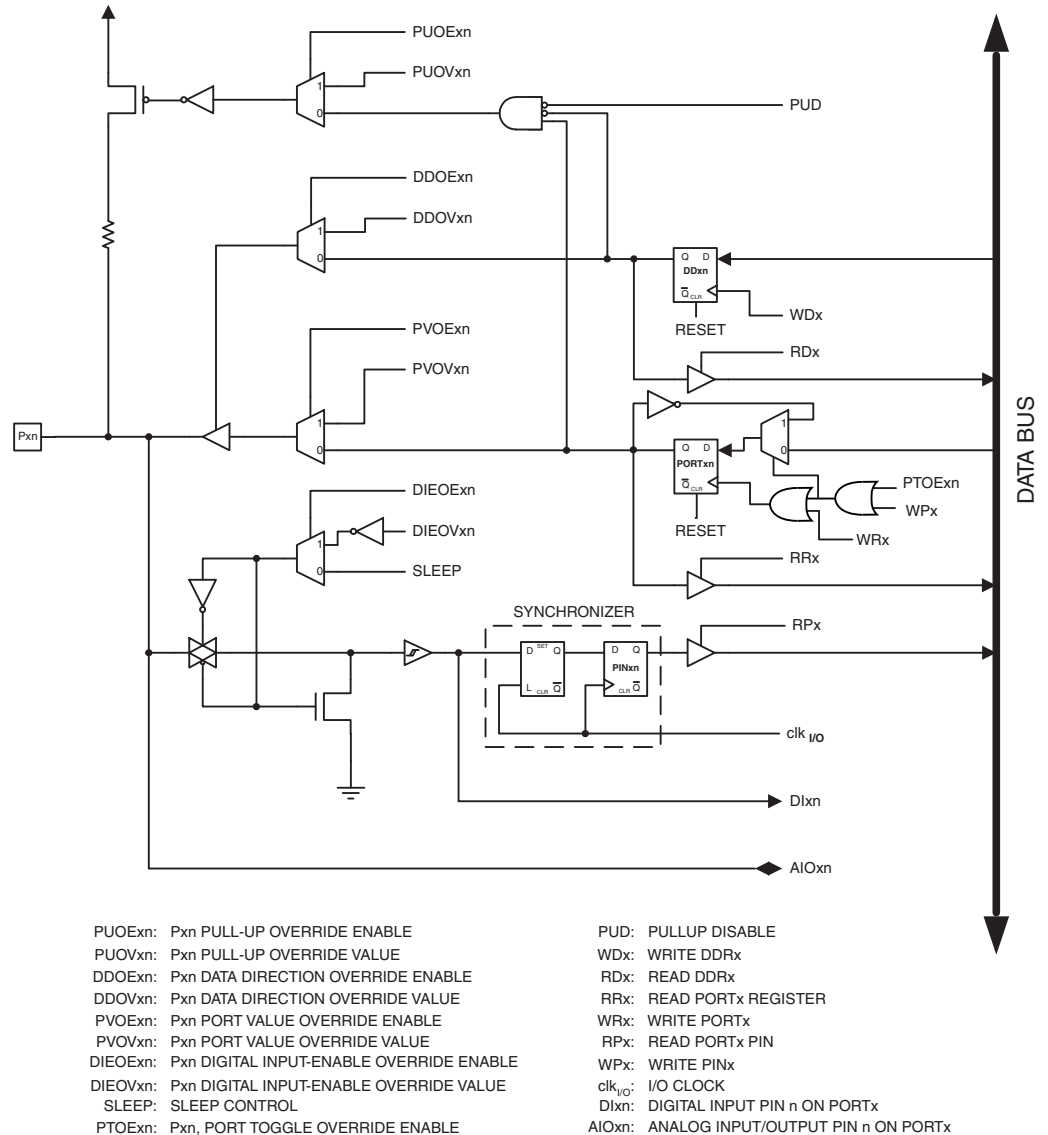 PUOExn
PUOVxn
1
0
PUD
DDOExn
DDOVxn
1
0
Q D
DDxn
Q CLR
WDx
RESET
PVOExn
RDx
PVOVxn
1
0
Pxn
1
0
Q D
PORTxn
Q CLR
PTOExn
WPx
RESET
WRx
DIEOExn
DIEOVxn
1
0
SLEEP
RRx
SYNCHRONIZER
RPx
D SET Q
L CLR Q
D Q
PINxn
CLR Q
clk I/O
DIxn
AIOxn
DATA BUS
PUOExn: Pxn PULL-UP OVERRIDE ENABLE
PUOVxn: Pxn PULL-UP OVERRIDE VALUE
DDOExn: Pxn DATA DIRECTION OVERRIDE ENABLE
DDOVxn: Pxn DATA DIRECTION OVERRIDE VALUE
PVOExn: Pxn PORT VALUE OVERRIDE ENABLE
PVOVxn: Pxn PORT VALUE OVERRIDE VALUE
DIEOExn: Pxn DIGITAL INPUT-ENABLE OVERRIDE ENABLE
DIEOVxn: Pxn DIGITAL INPUT-ENABLE OVERRIDE VALUE
SLEEP: SLEEP CONTROL
PTOExn: Pxn, PORT TOGGLE OVERRIDE ENABLE
PUD: PULLUP DISABLE
WDx: WRITE DDRx
RDx: READ DDRx
RRx: READ PORTx REGISTER
WRx: WRITE PORTx
RPx: READ PORTx PIN
WPx: WRITE PINx
clkI/O: I/O CLOCK
DIxn: DIGITAL INPUT PIN n ON PORTx
AIOxn: ANALOG INPUT/OUTPUT PIN n ON PORTx